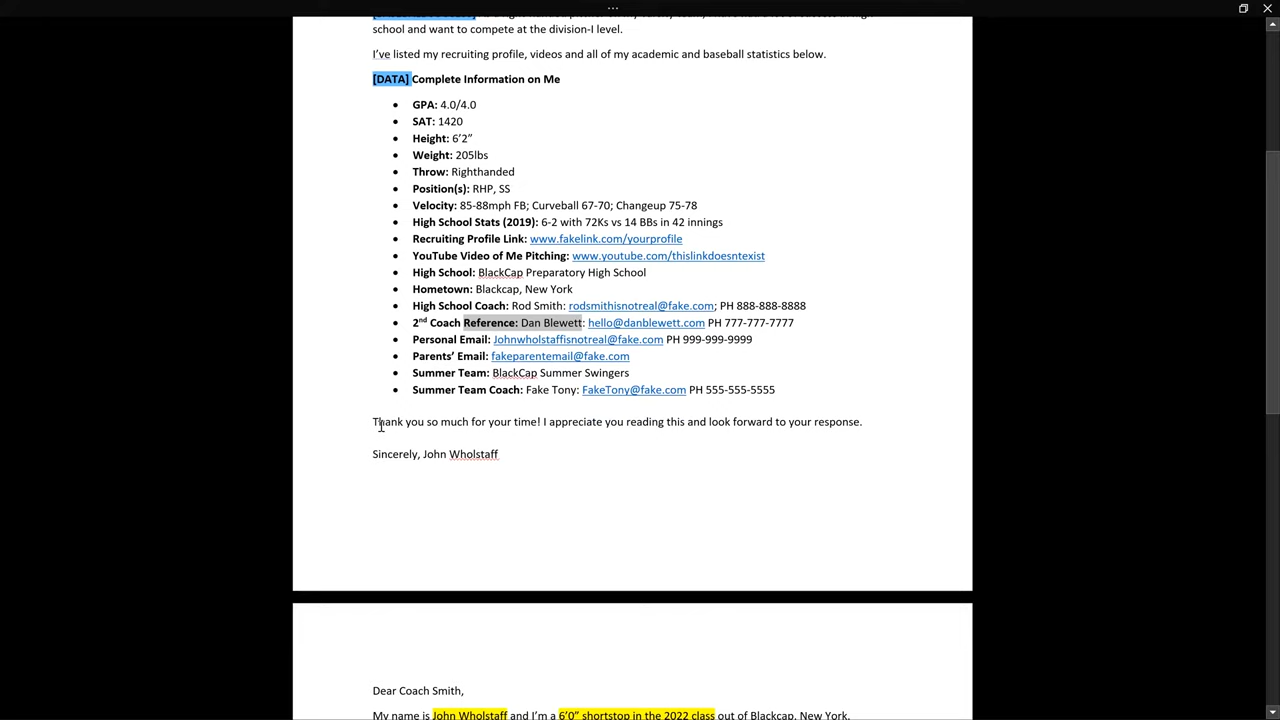 school and want to compete at the division-I level.
I’ve listed my recruiting profile, videos and all of my academic and baseball statistics below.
[DATA] Complete Information on Me
• GPA: 4.0/4.0
• SAT: 1420
• Height: 6’2”
• Weight: 205lbs
• Throw: Righthanded
• Position(s): RHP, SS
• Velocity: 85-88mph FB; Curveball 67-70; Changeup 75-78
• High School Stats (2019): 6-2 with 72Ks vs 14 BBs in 42 innings
• Recruiting Profile Link: www.fakelink.com/yourprofile
• YouTube Video of Me Pitching: www.youtube.com/thislinkdoesntexist
• High School: BlackCap Preparatory High School
• Hometown: Blackcap, New York
• High School Coach: Rod Smith: rodsmithisnotreal@fake.com; PH 888-888-8888
• 2nd Coach Reference: Dan Blewett: hello@danblewett.com PH 777-777-7777
• Personal Email: Johnwholstaffisnotreal@fake.com PH 999-999-9999
• Parents’ Email: fakeparentemail@fake.com
• Summer Team: BlackCap Summer Swingers
• Summer Team Coach: Fake Tony: FakeTony@fake.com PH 555-555-5555
Thank you so much for your time! I appreciate you reading this and look forward to your response.
Sincerely, John Wholstaff
Dear Coach Smith,
My name is John Wholstaff and I’m a 6’0” shortstop in the 2022 class out of Blackcap, New York.